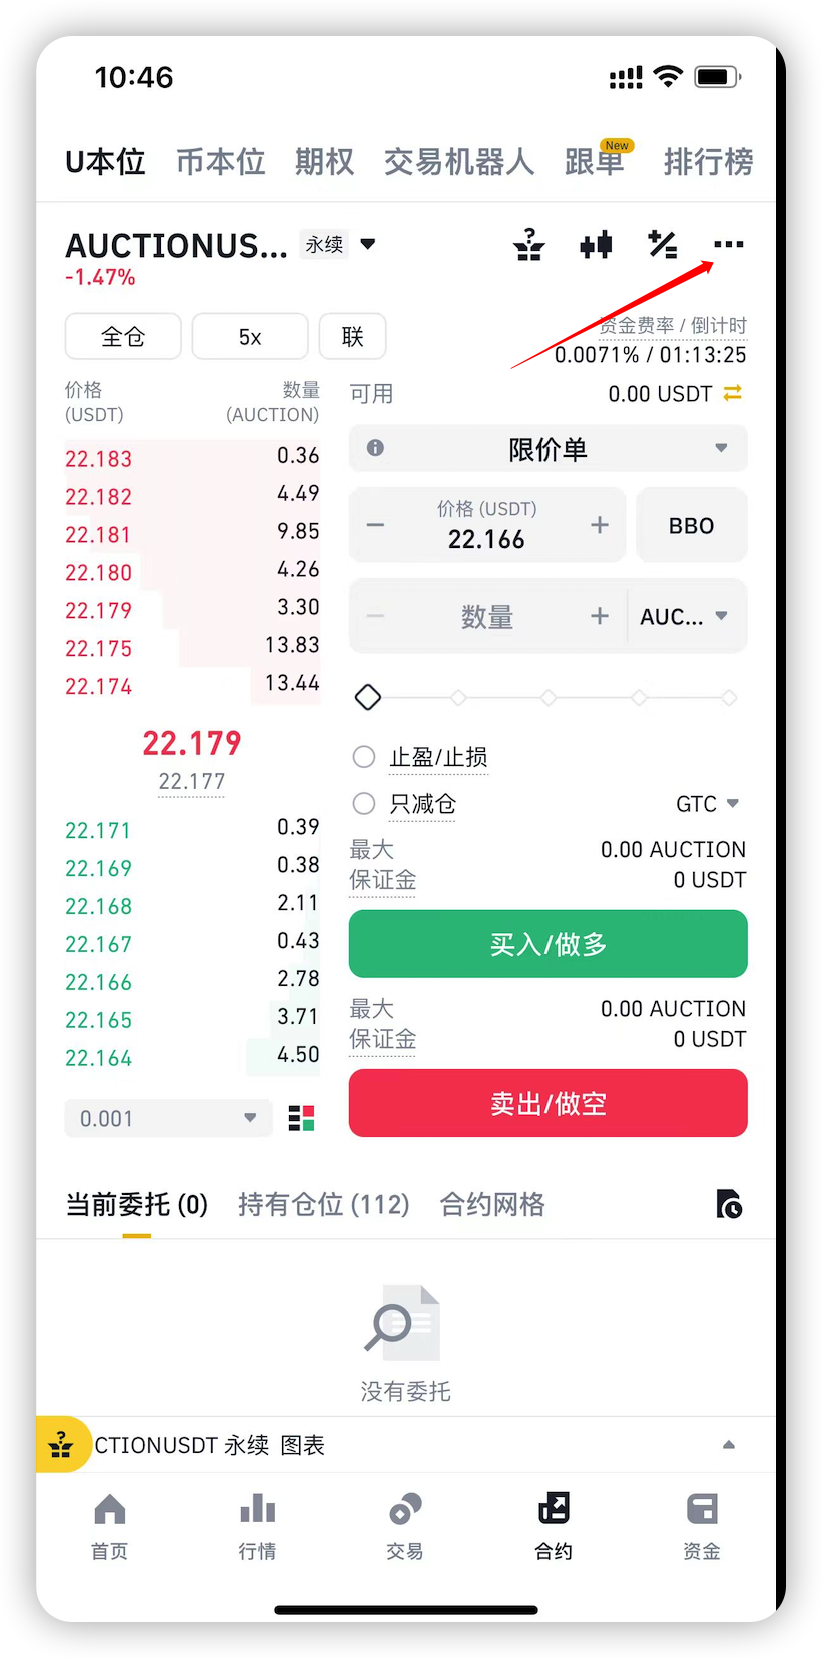 10:46
U本位 币本位 期权 交易机器人 跟单 New 排行榜
AUCTIONUS... 永续
-1.47%
全仓 5x 联
资金费率 / 倒计时
0.0071% / 01:13:25
价格 数量
(USDT) (AUCTION)
22.183 0.36
22.182 4.49
22.181 9.85
22.180 4.26
22.179 3.30
22.175 13.83
22.174 13.44
22.179
22.177
22.171 0.39
22.169 0.38
22.168 2.11
22.167 0.43
22.166 2.78
22.165 3.71
22.164 4.50
0.001
可用 0.00 USDT
限价单
价格 (USDT)
22.166
BBO
数量 AUC...
止盈/止损
只减仓 GTC
最大 0.00 AUCTION
保证金 0 USDT
买入/做多
最大 0.00 AUCTION
保证金 0 USDT
卖出/做空
当前委托 (0) 持有仓位 (112) 合约网格
没有委托
CTIONUSDT 永续 图表
首页 行情 交易 合约 资金